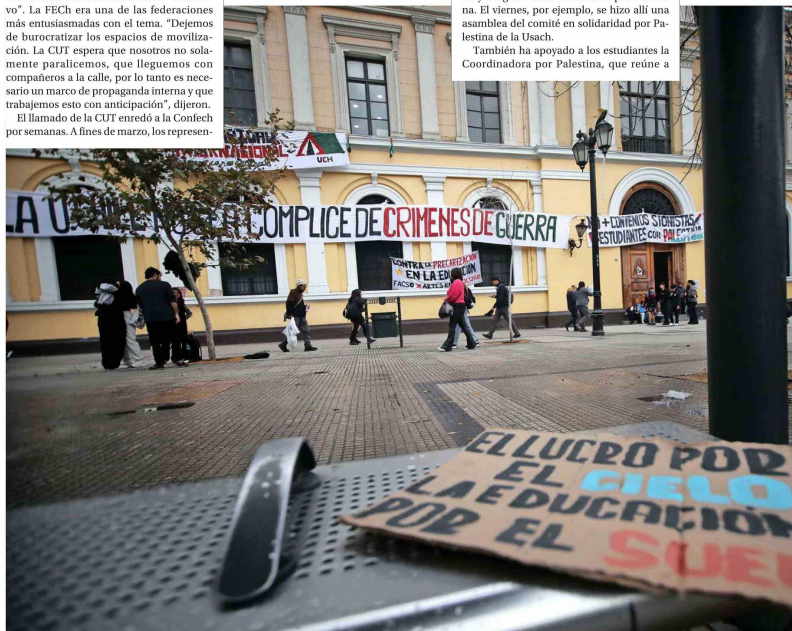 vo”. La FECh era una de las federaciones
más entusiasmadas con el tema. “Dejemos
de burocratizar los espacios de moviliza-
ción. La CUT espera que nosotros no sola-
mente paralicemos, que lleguemos con
compañeros a la calle, por lo tanto es nece-
sario un marco de propaganda interna y que
trabajemos esto con anticipación”, dijeron.
El llamado de la CUT enredó a la Confech
por semanas. A fines de marzo, los represen-
na. El viernes, por ejemplo, se hizo allí una
asamblea del comité en solidaridad por Pa-
lestina de la Usach.
También ha apoyado a los estudiantes la
Coordinadora por Palestina, que reúne a
UCH
COMPLICE DE CRIMENES DE GUERRA
+ CONVENIOS SIONISTAS
ESTUDIANTES CON
CONTRA LA PRECARIZACIÓN
EN LA EDUCACIÓN
FACSO
EL LUCRO POR
EL CIELO
LA EDUCACIÓN
POR EL SUE